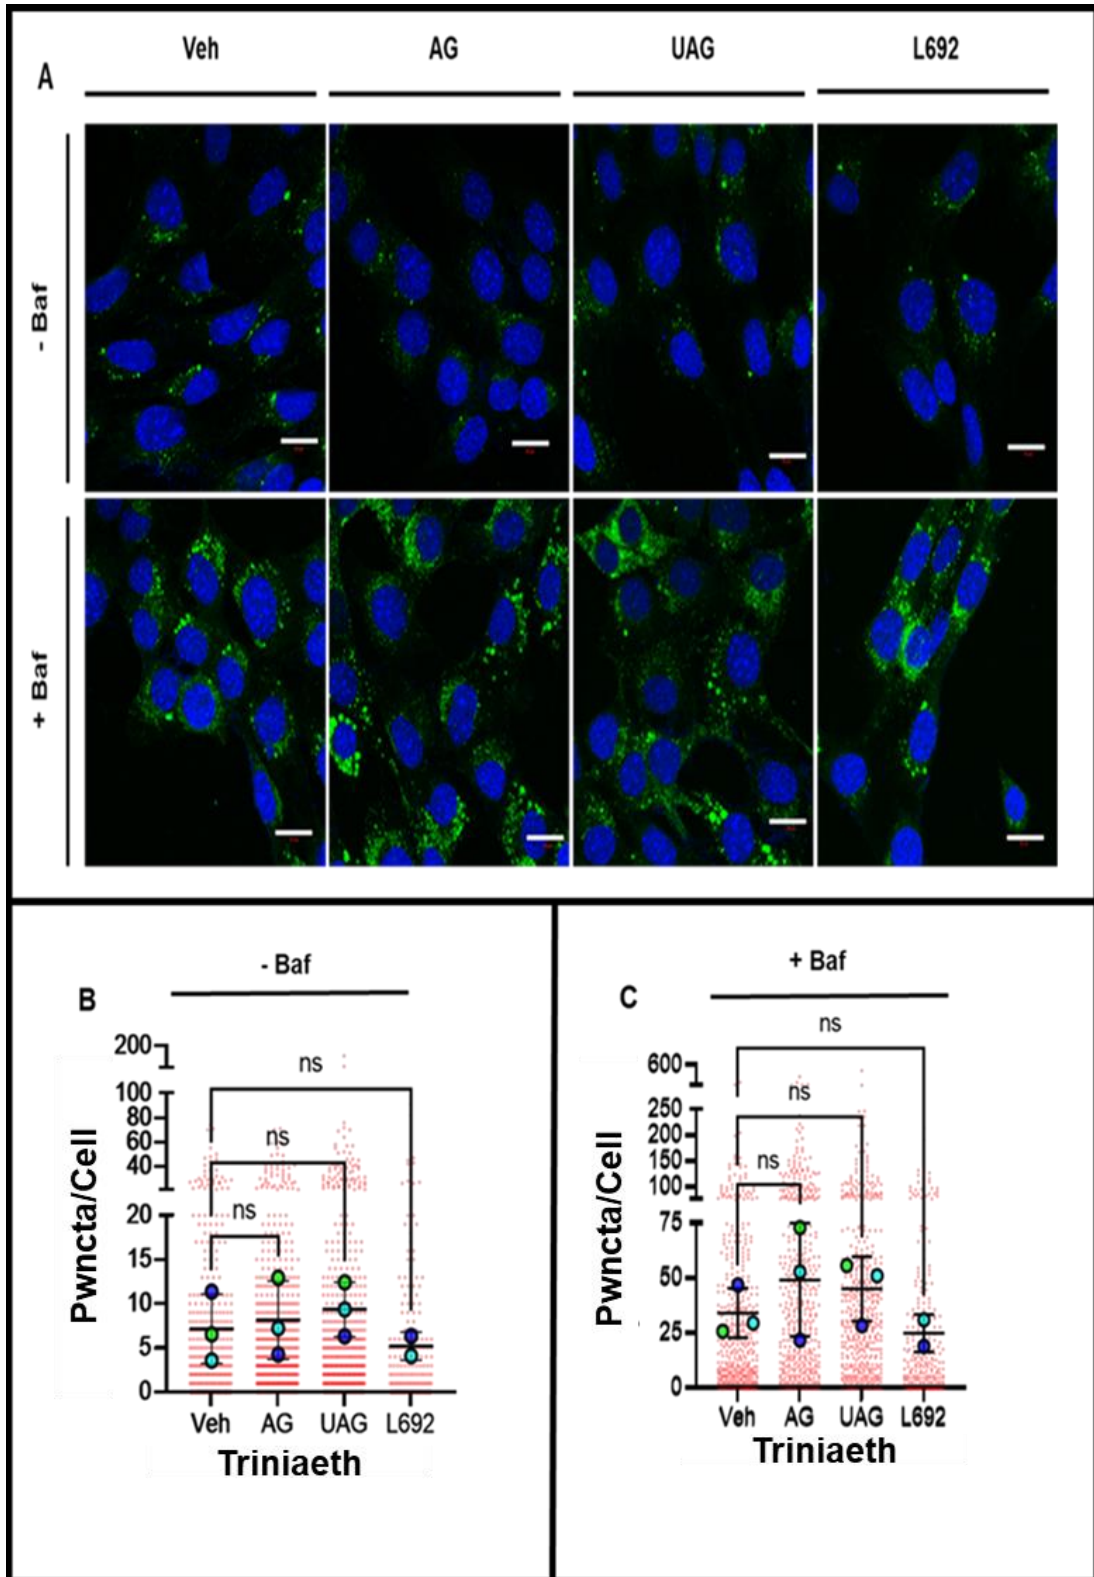 Veh AG UAG L692
A
- Baf
+ Baf
- Baf
B
200
100
80
60
40
20
15
10
5
0
ns
ns
ns
Pwncta/Cell
Veh AG UAG L692
Triniaeth
+ Baf
C
600
250
200
150
100
75
50
25
0
ns
ns
ns
Pwncta/Cell
Veh AG UAG L692
Triniaeth